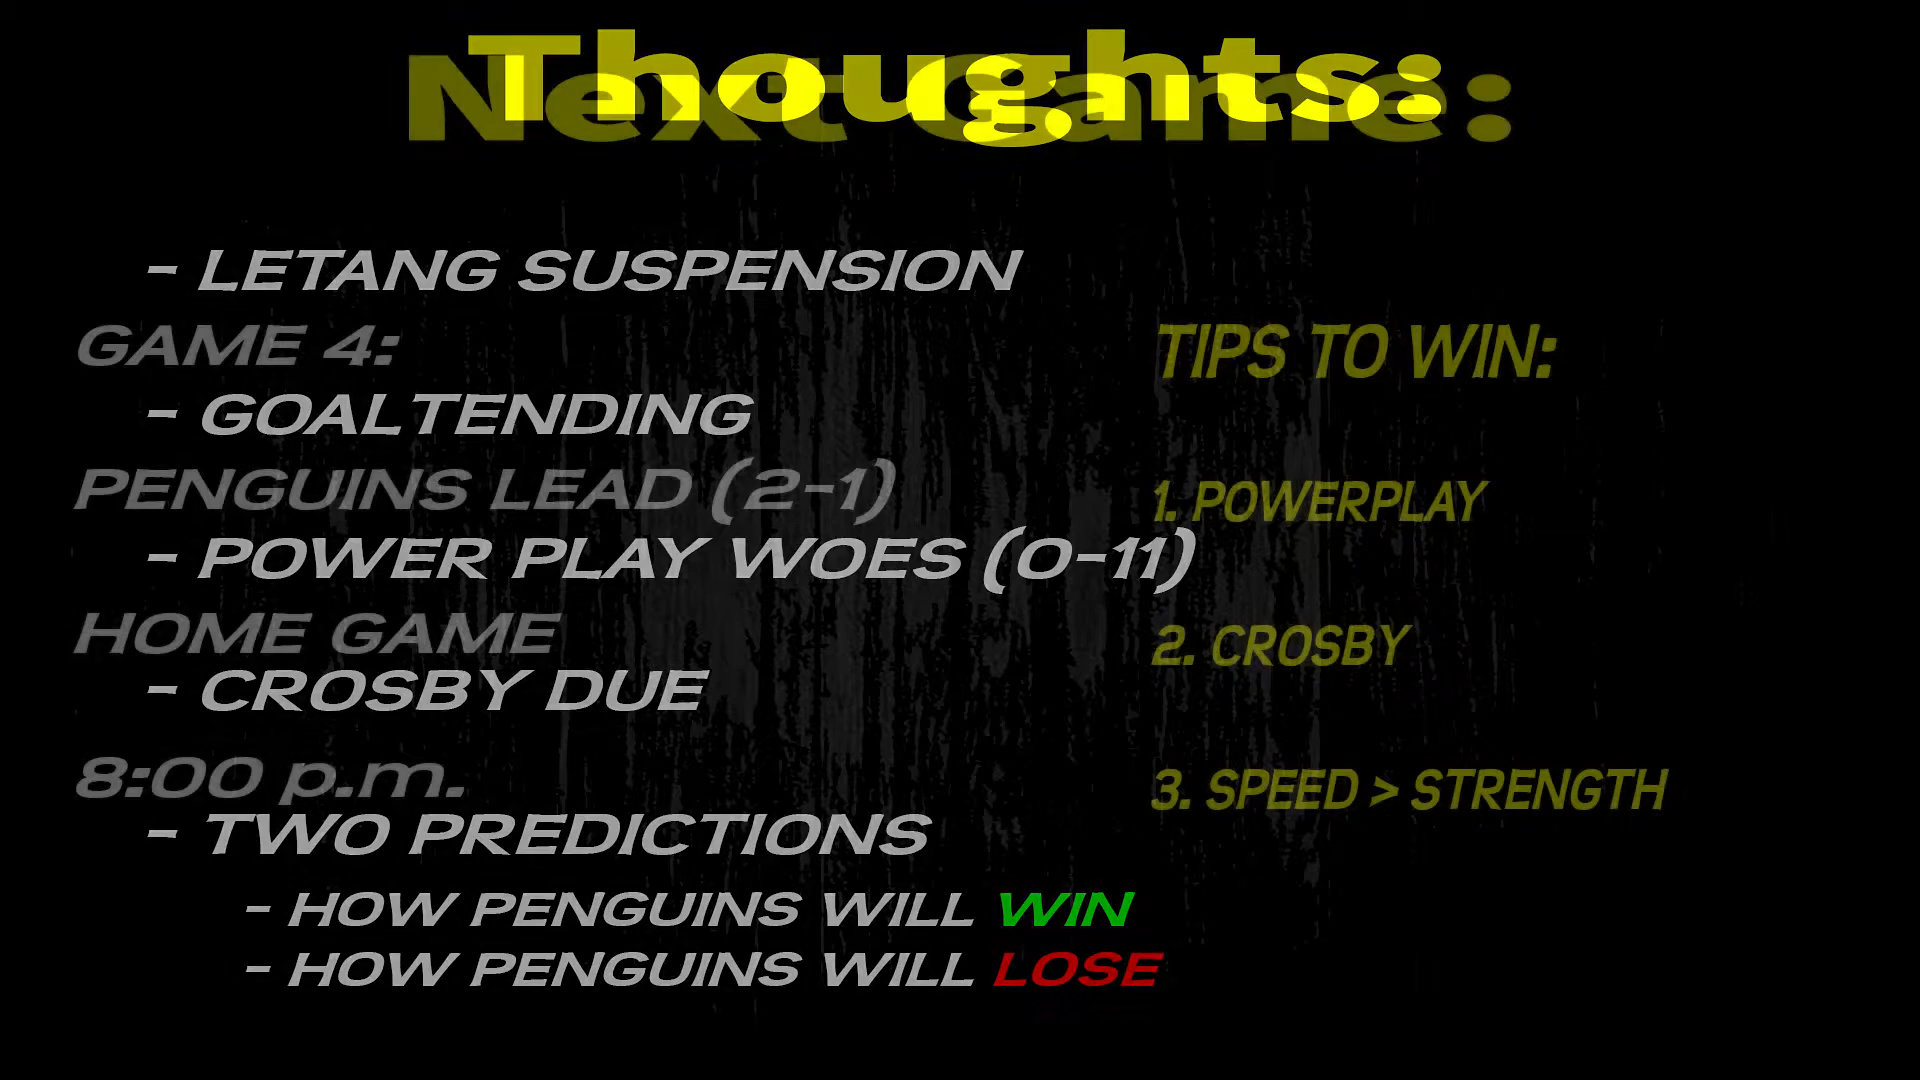 Thoughts:
Next Game:
- LETANG SUSPENSION
GAME 4:
TIPS TO WIN:
- GOALTENDING
PENGUINS LEAD (2-1)
1. POWERPLAY
- POWER PLAY WOES (0-11)
HOME GAME
2. CROSBY
- CROSBY DUE
8:00 p.m.
3. SPEED > STRENGTH
- TWO PREDICTIONS
- HOW PENGUINS WILL WIN
- HOW PENGUINS WILL LOSE